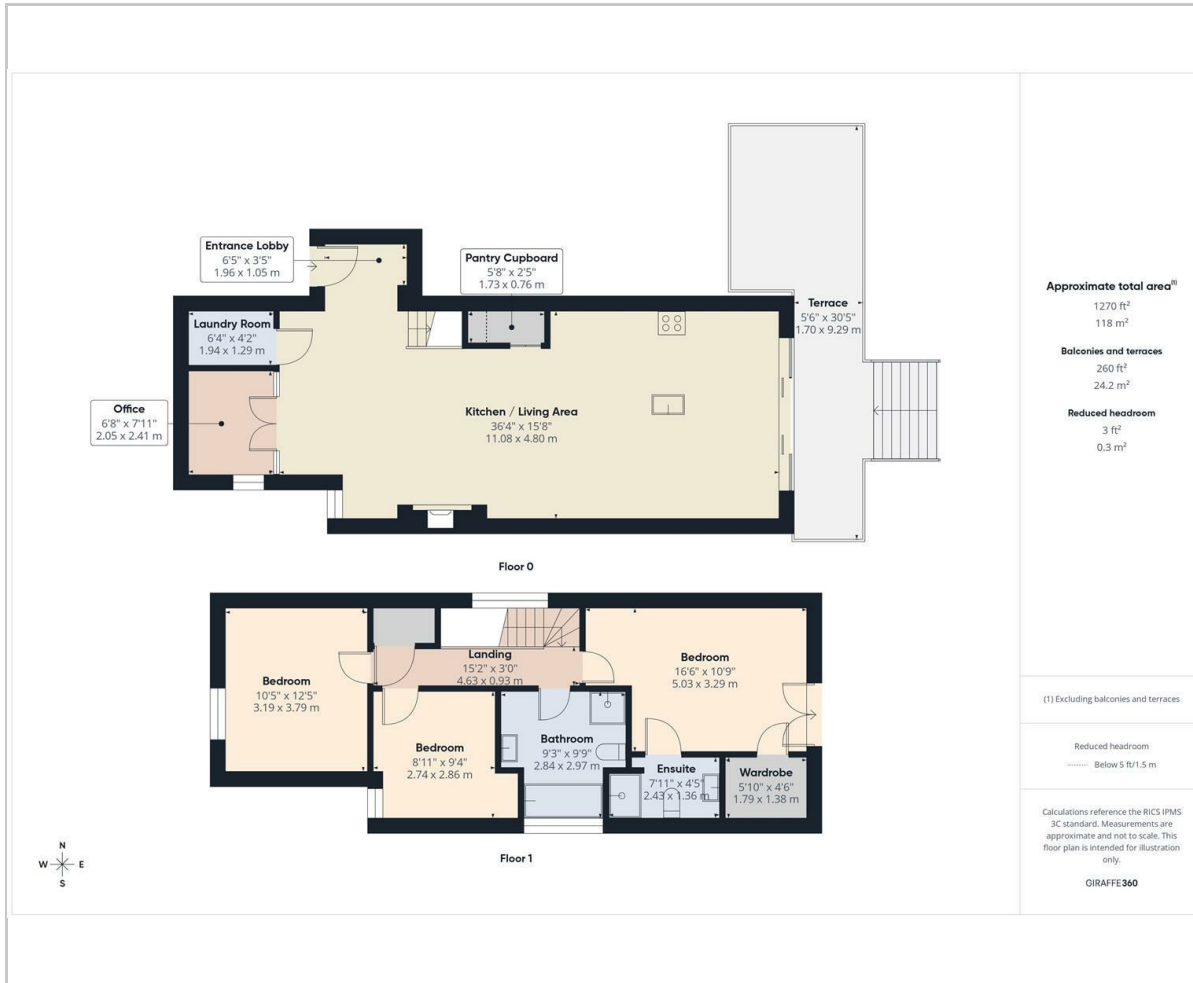 Entrance Lobby
6'5" x 3'5"
1.96 x 1.05 m
Pantry Cupboard
5'8" x 2'5"
1.73 x 0.76 m
Laundry Room
6'4" x 4'2"
1.94 x 1.29 m
Terrace
5'6" x 30'5"
1.70 x 9.29 m
Office
6'8" x 7'11"
2.05 x 2.41 m
Kitchen / Living Area
36'4" x 15'8"
11.08 x 4.80 m
Floor 0
Landing
15'2" x 3'0"
4.63 x 0.93 m
Bedroom
10'5" x 12'5"
3.19 x 3.79 m
Bedroom
16'6" x 10'9"
5.03 x 3.29 m
Bedroom
8'11" x 9'4"
2.74 x 2.86 m
Bathroom
9'3" x 9'9"
2.84 x 2.97 m
Ensuite
7'11" x 4'5"
2.43 x 1.36 m
Wardrobe
5'10" x 4'6"
1.79 x 1.38 m
Floor 1
N
W E
S
Approximate total area(1)
1270 ft²
118 m²
Balconies and terraces
260 ft²
24.2 m²
Reduced headroom
3 ft²
0.3 m²
(1) Excluding balconies and terraces
Reduced headroom
Below 5 ft/1.5 m
Calculations reference the RICS IPMS
3C standard. Measurements are
approximate and not to scale. This
floor plan is intended for illustration
only.
GIRAFFE360